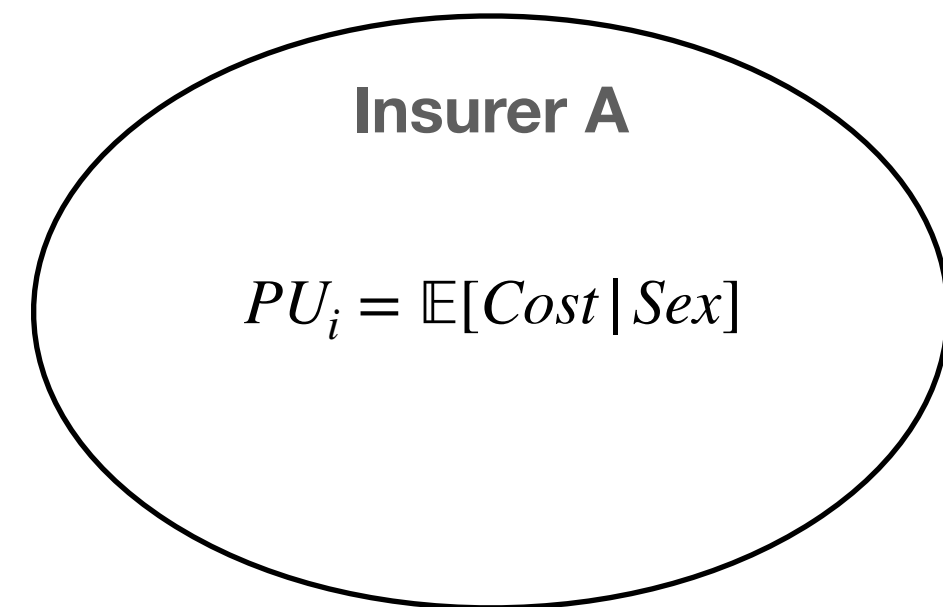 Insurer A
PU_i = 𝔼[Cost | Sex]